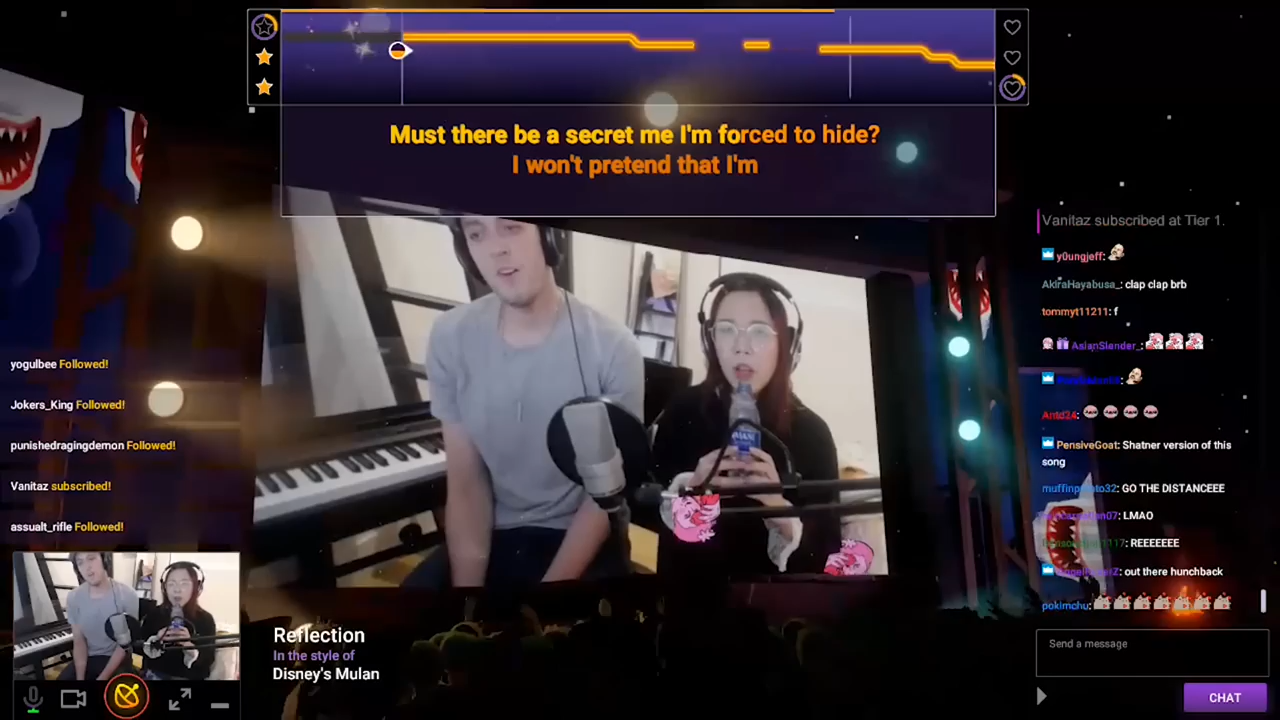 Must there be a secret me I'm forced to hide?
I won't pretend that I'm
Vanitaz subscribed at Tier 1.
y0ungjeff:
AkiraHayabusa_: clap clap brb
tommyt11211: f
AsianSlender_:
Antd24:
PensiveGoat: Shatner version of this
song
GO THE DISTANCEEE
LMAO
REEEEEE
out there hunchback
pokimchu:
Send a message
CHAT
yogulbee Followed!
Jokers_King Followed!
punishedragingdemon Followed!
Vanitaz subscribed!
assualt_rifle Followed!
Reflection
In the style of
Disney's Mulan